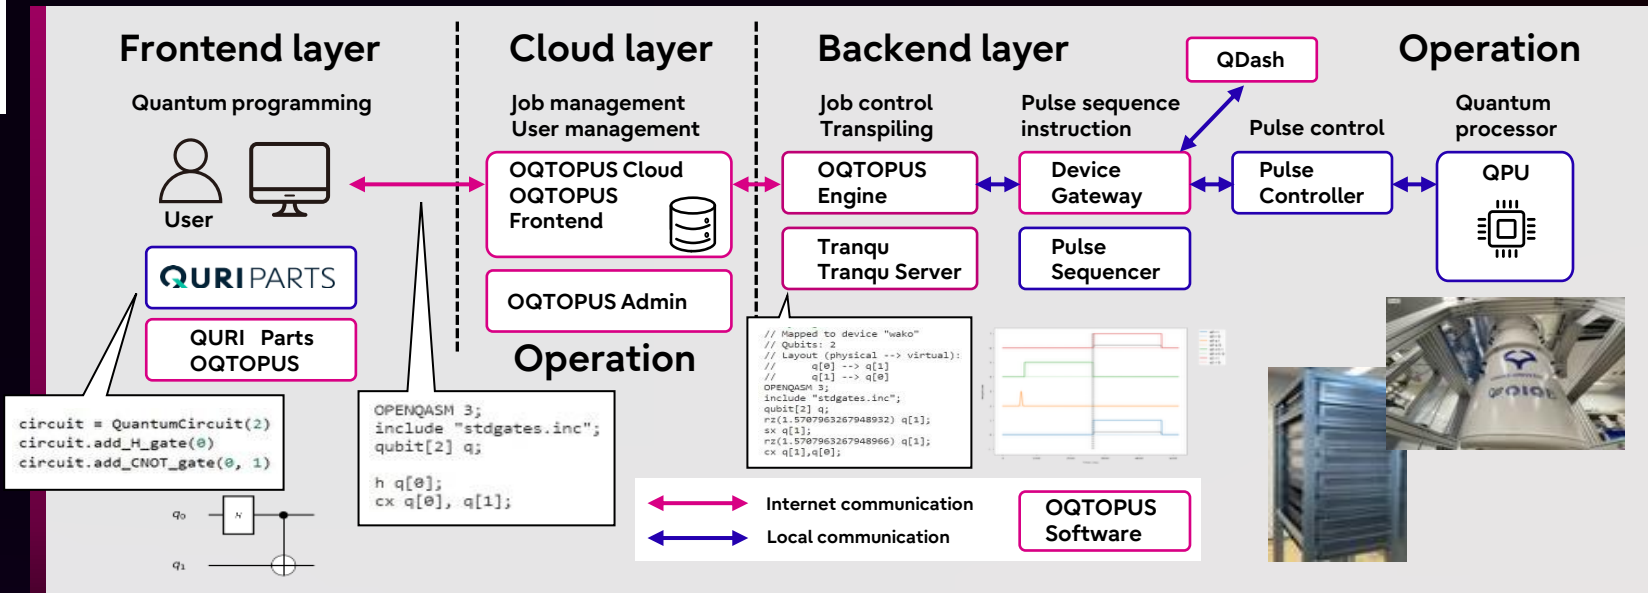 Frontend layer
Cloud layer
Backend layer
Operation
QDash
Quantum programming
Job management
User management
Job control
Transpiling
Pulse sequence
instruction
Pulse control
Quantum
processor
User
OQTOPUS Cloud
OQTOPUS
Frontend
OQTOPUS
Engine
Device
Gateway
Pulse
Controller
QPU
QURI PARTS
Tranqu
Tranqu Server
Pulse
Sequencer
OQTOPUS Admin
QURI Parts
OQTOPUS
Operation
circuit = QuantumCircuit(2)
circuit.add_H_gate(0)
circuit.add_CNOT_gate(0, 1)
OPENQASM 3;
include "stdgates.inc";
qubit[2] q;
h q[0];
cx q[0], q[1];
// Mapped to device "wako"
// Qubits: 2
// Layout (physical --> virtual):
// q[0] --> q[1]
// q[1] --> q[0]
OPENQASM 3;
include "stdgates.inc";
qubit[2] q;
rz(1.5707963267948932) q[1];
sx q[1];
rz(1.5707963267948966) q[1];
cx q[1],q[0];
q0
H
q1
Internet communication
Local communication
OQTOPUS
Software